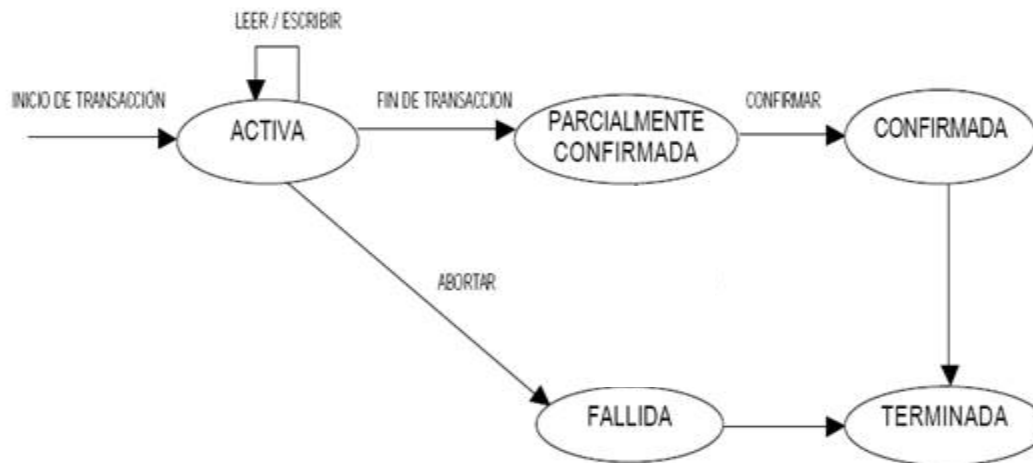 LEER / ESCRIBIR
INICIO DE TRANSACCIÓN
FIN DE TRANSACCION
CONFIRMAR
ACTIVA
PARCIALMENTE
CONFIRMADA
CONFIRMADA
ABORTAR
FALLIDA
TERMINADA